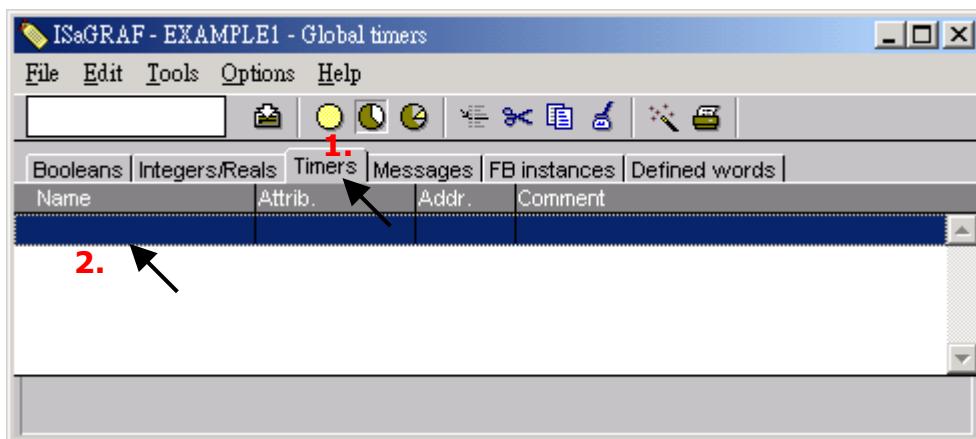 ISaGRAF - EXAMPLE1 - Global timers
File Edit Tools Options Help
1.
Booleans Integers/Reals Timers Messages FB instances Defined words
Name Attrib. Addr. Comment
2.